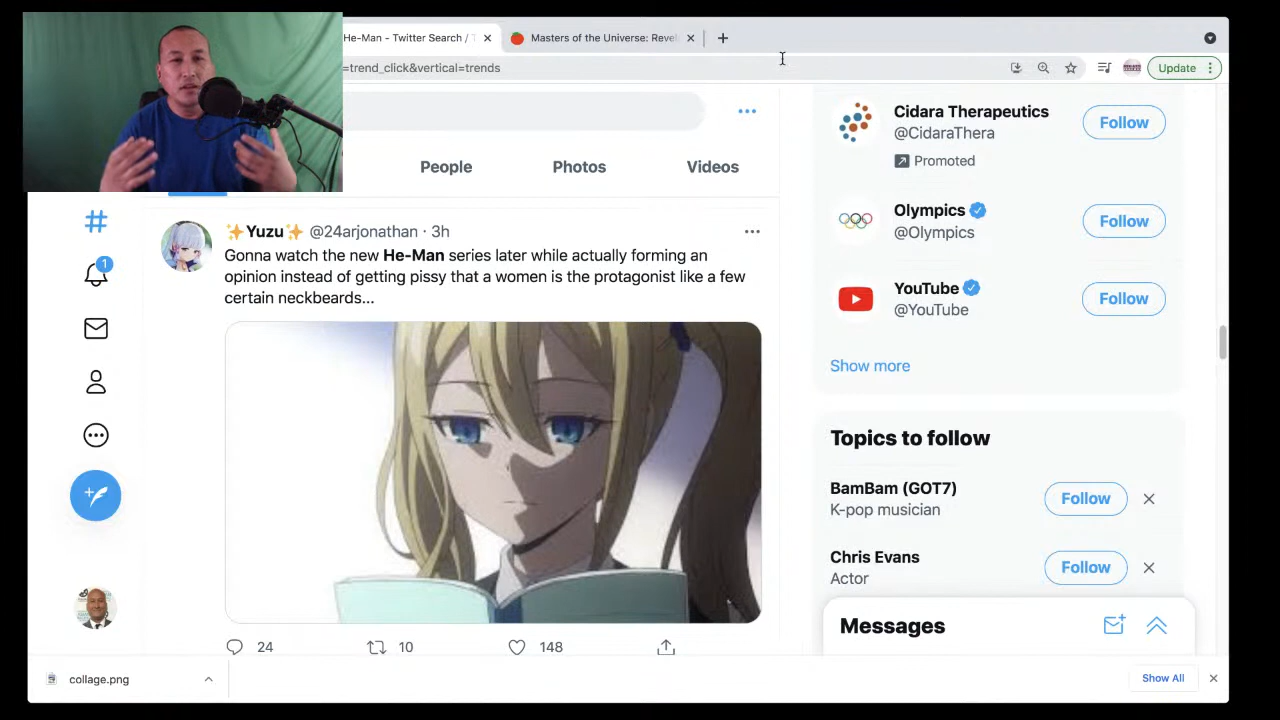 He-Man - Twitter Search /
Masters of the Universe: Revel
=trend_click&vertical=trends
Update
People
Photos
Videos
✨Yuzu✨ @24arjonathan · 3h
Gonna watch the new He-Man series later while actually forming an
opinion instead of getting pissy that a women is the protagonist like a few
certain neckbeards...
24
10
148
1
Cidara Therapeutics
@CidaraThera
Promoted
Follow
Olympics
@Olympics
Follow
YouTube
@YouTube
Follow
Show more
Topics to follow
BamBam (GOT7)
K-pop musician
Follow
Chris Evans
Actor
Follow
Messages
collage.png
Show All